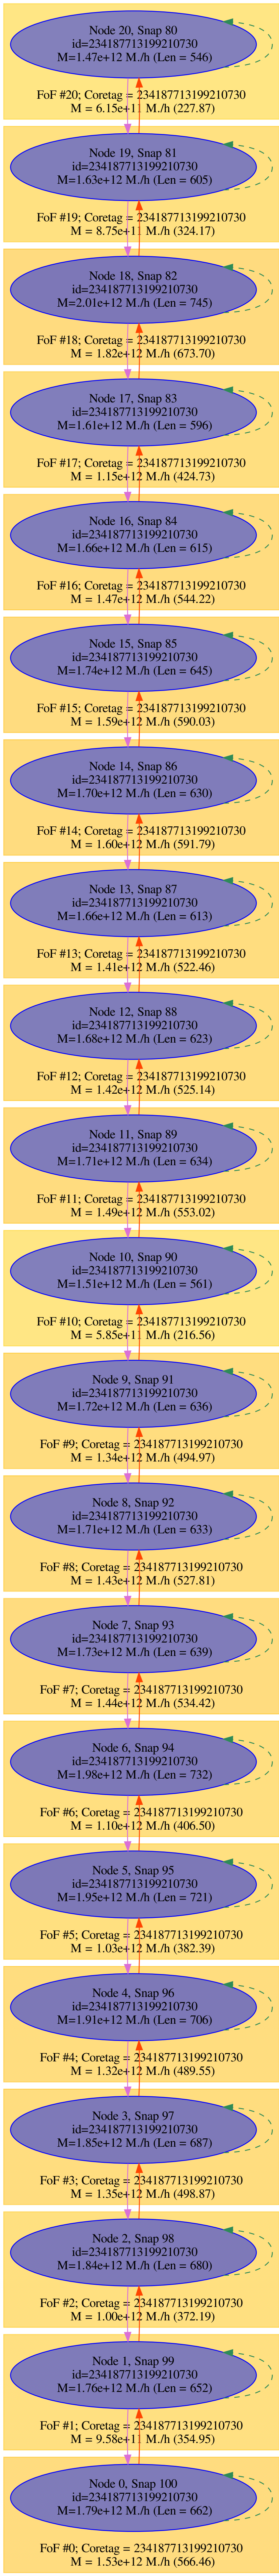 Node 20, Snap 80
id=234187713199210730
M=1.47e+12 M./h (Len = 546)
FoF #20; Coretag = 234187713199210730
M = 6.15e+11 M./h (227.87)
Node 19, Snap 81
id=234187713199210730
M=1.63e+12 M./h (Len = 605)
FoF #19; Coretag = 234187713199210730
M = 8.75e+11 M./h (324.17)
Node 18, Snap 82
id=234187713199210730
M=2.01e+12 M./h (Len = 745)
FoF #18; Coretag = 234187713199210730
M = 1.82e+12 M./h (673.70)
Node 17, Snap 83
id=234187713199210730
M=1.61e+12 M./h (Len = 596)
FoF #17; Coretag = 234187713199210730
M = 1.15e+12 M./h (424.73)
Node 16, Snap 84
id=234187713199210730
M=1.66e+12 M./h (Len = 615)
FoF #16; Coretag = 234187713199210730
M = 1.47e+12 M./h (544.22)
Node 15, Snap 85
id=234187713199210730
M=1.74e+12 M./h (Len = 645)
FoF #15; Coretag = 234187713199210730
M = 1.59e+12 M./h (590.03)
Node 14, Snap 86
id=234187713199210730
M=1.70e+12 M./h (Len = 630)
FoF #14; Coretag = 234187713199210730
M = 1.60e+12 M./h (591.79)
Node 13, Snap 87
id=234187713199210730
M=1.66e+12 M./h (Len = 613)
FoF #13; Coretag = 234187713199210730
M = 1.41e+12 M./h (522.46)
Node 12, Snap 88
id=234187713199210730
M=1.68e+12 M./h (Len = 623)
FoF #12; Coretag = 234187713199210730
M = 1.42e+12 M./h (525.14)
Node 11, Snap 89
id=234187713199210730
M=1.71e+12 M./h (Len = 634)
FoF #11; Coretag = 234187713199210730
M = 1.49e+12 M./h (553.02)
Node 10, Snap 90
id=234187713199210730
M=1.51e+12 M./h (Len = 561)
FoF #10; Coretag = 234187713199210730
M = 5.85e+11 M./h (216.56)
Node 9, Snap 91
id=234187713199210730
M=1.72e+12 M./h (Len = 636)
FoF #9; Coretag = 234187713199210730
M = 1.34e+12 M./h (494.97)
Node 8, Snap 92
id=234187713199210730
M=1.71e+12 M./h (Len = 633)
FoF #8; Coretag = 234187713199210730
M = 1.43e+12 M./h (527.81)
Node 7, Snap 93
id=234187713199210730
M=1.73e+12 M./h (Len = 639)
FoF #7; Coretag = 234187713199210730
M = 1.44e+12 M./h (534.42)
Node 6, Snap 94
id=234187713199210730
M=1.98e+12 M./h (Len = 732)
FoF #6; Coretag = 234187713199210730
M = 1.10e+12 M./h (406.50)
Node 5, Snap 95
id=234187713199210730
M=1.95e+12 M./h (Len = 721)
FoF #5; Coretag = 234187713199210730
M = 1.03e+12 M./h (382.39)
Node 4, Snap 96
id=234187713199210730
M=1.91e+12 M./h (Len = 706)
FoF #4; Coretag = 234187713199210730
M = 1.32e+12 M./h (489.55)
Node 3, Snap 97
id=234187713199210730
M=1.85e+12 M./h (Len = 687)
FoF #3; Coretag = 234187713199210730
M = 1.35e+12 M./h (498.87)
Node 2, Snap 98
id=234187713199210730
M=1.84e+12 M./h (Len = 680)
FoF #2; Coretag = 234187713199210730
M = 1.00e+12 M./h (372.19)
Node 1, Snap 99
id=234187713199210730
M=1.76e+12 M./h (Len = 652)
FoF #1; Coretag = 234187713199210730
M = 9.58e+11 M./h (354.95)
Node 0, Snap 100
id=234187713199210730
M=1.79e+12 M./h (Len = 662)
FoF #0; Coretag = 234187713199210730
M = 1.53e+12 M./h (566.46)